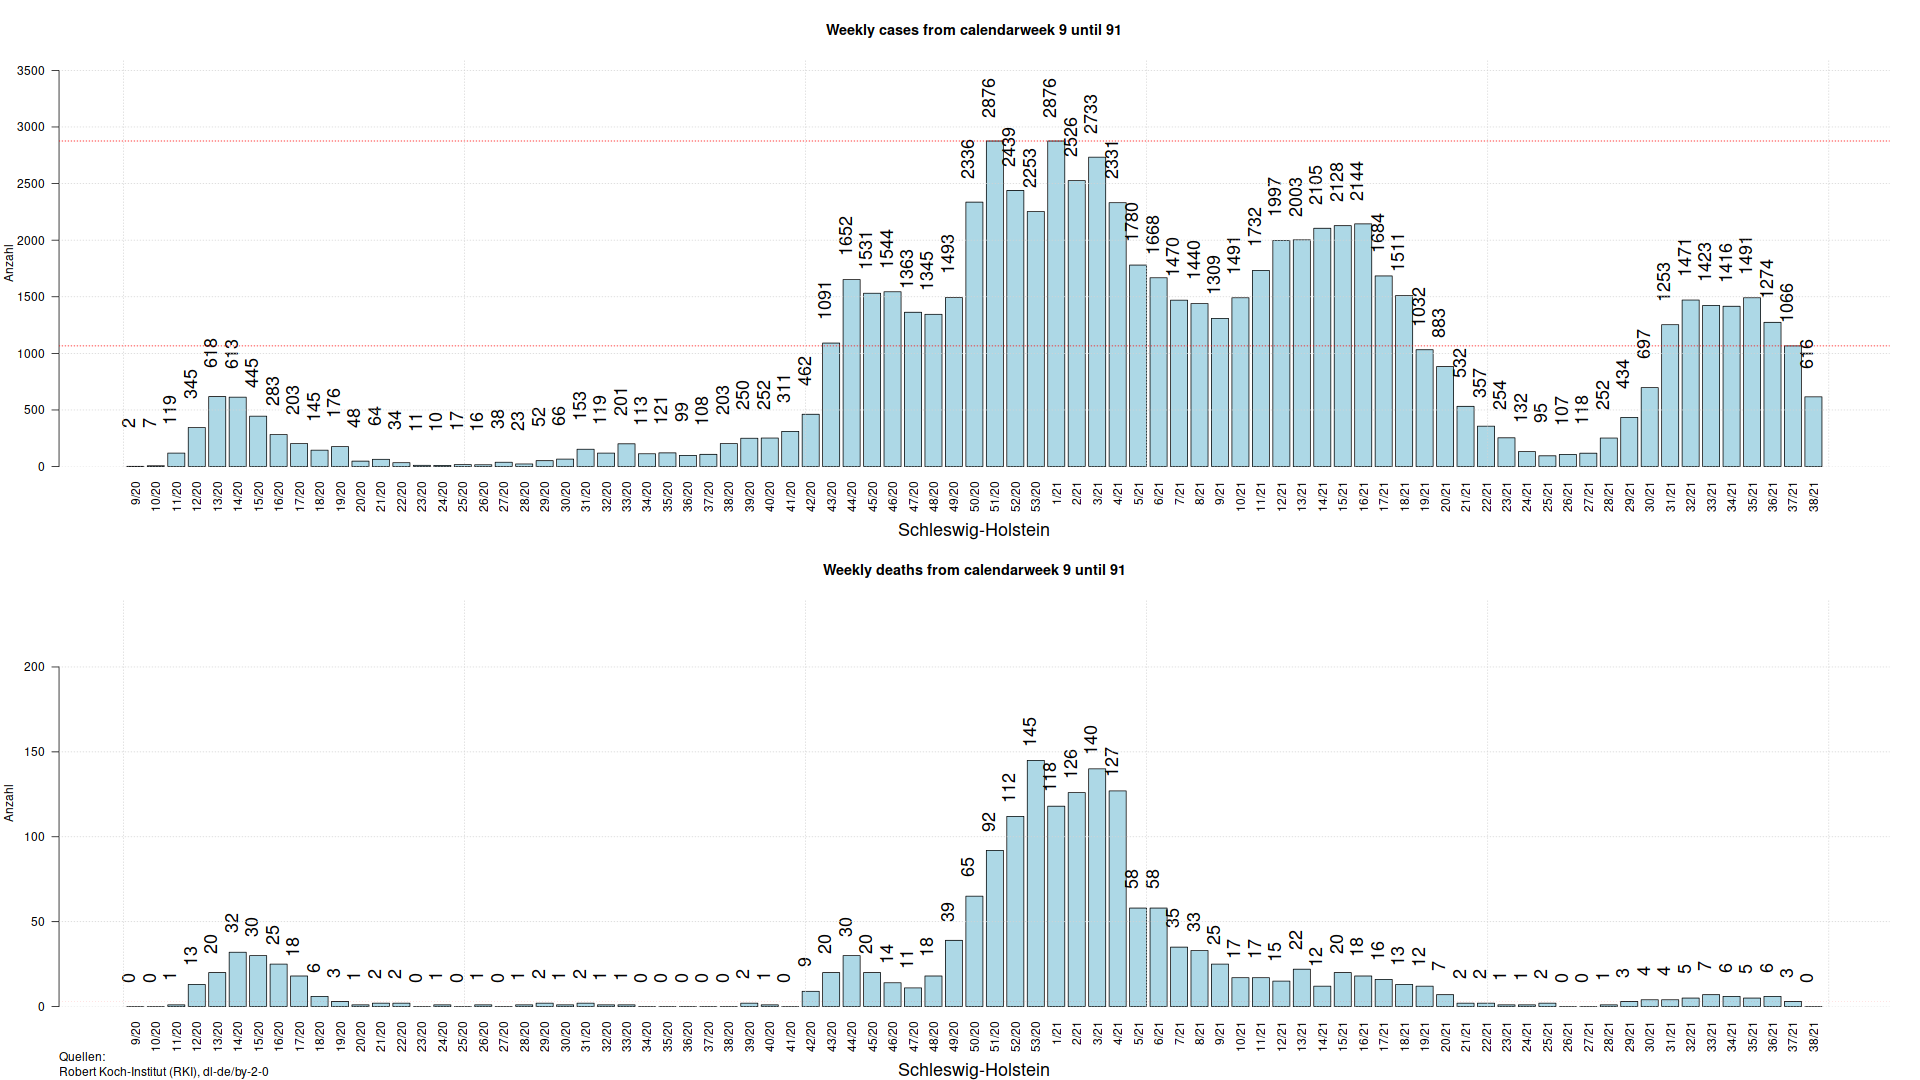 Weekly cases from calendarweek 9 until 91
Anzahl
3500
3000
2500
2000
1500
1000
500
0
2 7 119 345 618 613 445 283 203 145 176 48 64 34 11 10 17 16 38 23 52 66 153 119 201 113 121 99 108 203 250 252 311 462 1091 1652 1531 1544 1363 1345 1493 2336 2876 2439 2253 2876 2526 2733 2331 1780 1668 1470 1440 1309 1491 1732 1997 2003 2105 2128 2144 1684 1511 1032 883 532 357 254 132 95 107 118 252 434 697 1253 1471 1423 1416 1491 1274 1066 616
9/20 10/20 11/20 12/20 13/20 14/20 15/20 16/20 17/20 18/20 19/20 20/20 21/20 22/20 23/20 24/20 25/20 26/20 27/20 28/20 29/20 30/20 31/20 32/20 33/20 34/20 35/20 36/20 37/20 38/20 39/20 40/20 41/20 42/20 43/20 44/20 45/20 46/20 47/20 48/20 49/20 50/20 51/20 52/20 53/20 1/21 2/21 3/21 4/21 5/21 6/21 7/21 8/21 9/21 10/21 11/21 12/21 13/21 14/21 15/21 16/21 17/21 18/21 19/21 20/21 21/21 22/21 23/21 24/21 25/21 26/21 27/21 28/21 29/21 30/21 31/21 32/21 33/21 34/21 35/21 36/21 37/21 38/21
Schleswig-Holstein
Weekly deaths from calendarweek 9 until 91
Anzahl
200
150
100
50
0
0 0 1 13 20 32 30 25 18 6 3 1 2 2 0 1 0 1 0 1 2 1 2 1 1 0 0 0 0 0 2 1 0 9 20 30 20 14 11 18 39 65 92 112 145 118 126 140 127 58 58 35 33 25 17 17 15 22 12 20 18 16 13 12 7 2 2 1 1 2 0 0 1 3 4 4 5 7 6 5 6 3 0
9/20 10/20 11/20 12/20 13/20 14/20 15/20 16/20 17/20 18/20 19/20 20/20 21/20 22/20 23/20 24/20 25/20 26/20 27/20 28/20 29/20 30/20 31/20 32/20 33/20 34/20 35/20 36/20 37/20 38/20 39/20 40/20 41/20 42/20 43/20 44/20 45/20 46/20 47/20 48/20 49/20 50/20 51/20 52/20 53/20 1/21 2/21 3/21 4/21 5/21 6/21 7/21 8/21 9/21 10/21 11/21 12/21 13/21 14/21 15/21 16/21 17/21 18/21 19/21 20/21 21/21 22/21 23/21 24/21 25/21 26/21 27/21 28/21 29/21 30/21 31/21 32/21 33/21 34/21 35/21 36/21 37/21 38/21
Schleswig-Holstein
Quellen:
Robert Koch-Institut (RKI), dl-de/by-2-0